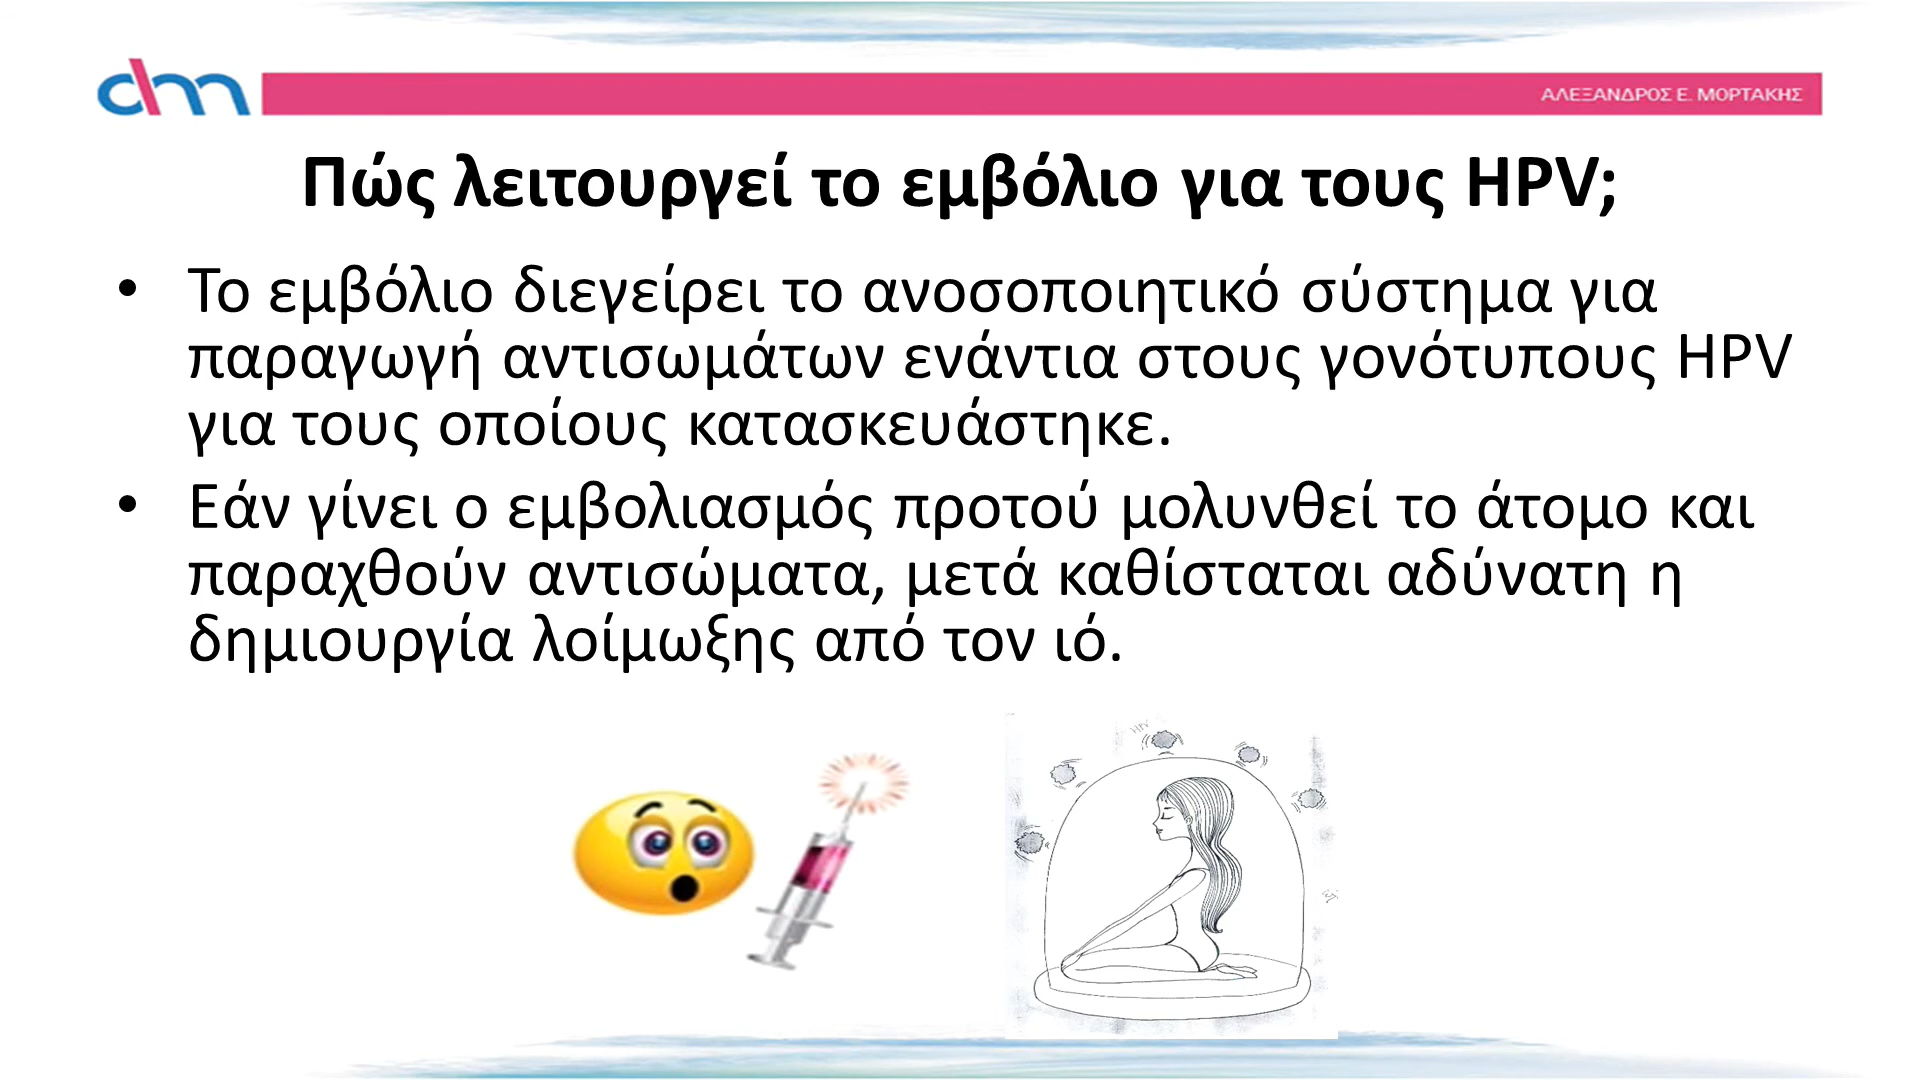 ΑΛΕΞΑΝΔΡΟΣ Ε. ΜΟΡΤΑΚΗΣ
Πώς λειτουργεί το εμβόλιο για τους HPV;
• Το εμβόλιο διεγείρει το ανοσοποιητικό σύστημα για
παραγωγή αντισωμάτων ενάντια στους γονότυπους HPV
για τους οποίους κατασκευάστηκε.
• Εάν γίνει ο εμβολιασμός προτού μολυνθεί το άτομο και
παραχθούν αντισώματα, μετά καθίσταται αδύνατη η
δημιουργία λοίμωξης από τον ιό.
HPV